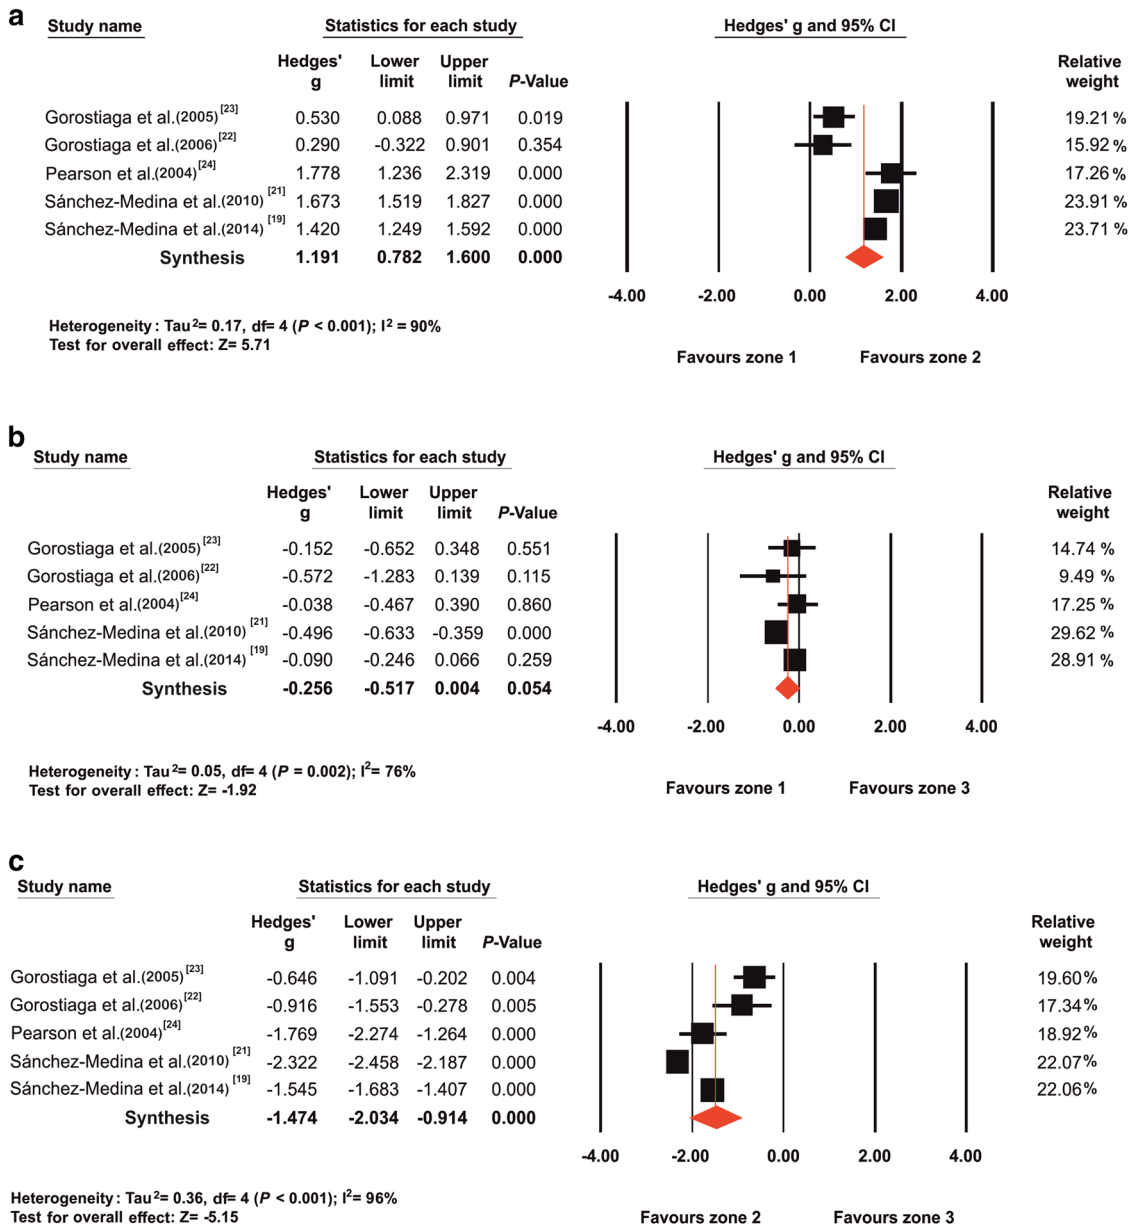 a
Study name Statistics for each study Hedges' g and 95% CI
Hedges' Lower Upper Relative
g limit limit P-Value weight
Gorostiaga et al.(2005)[23] 0.530 0.088 0.971 0.019 19.21 %
Gorostiaga et al.(2006)[22] 0.290 -0.322 0.901 0.354 15.92 %
Pearson et al.(2004)[24] 1.778 1.236 2.319 0.000 17.26 %
Sánchez-Medina et al.(2010)[21] 1.673 1.519 1.827 0.000 23.91 %
Sánchez-Medina et al.(2014)[19] 1.420 1.249 1.592 0.000 23.71 %
Synthesis 1.191 0.782 1.600 0.000
-4.00 -2.00 0.00 2.00 4.00
Heterogeneity : Tau²= 0.17, df= 4 (P < 0.001); I² = 90%
Test for overall effect: Z= 5.71
Favours zone 1 Favours zone 2
b
Study name Statistics for each study Hedges' g and 95% CI
Hedges' Lower Upper Relative
g limit limit P-Value weight
Gorostiaga et al.(2005)[23] -0.152 -0.652 0.348 0.551 14.74 %
Gorostiaga et al.(2006)[22] -0.572 -1.283 0.139 0.115 9.49 %
Pearson et al.(2004)[24] -0.038 -0.467 0.390 0.860 17.25 %
Sánchez-Medina et al.(2010)[21] -0.496 -0.633 -0.359 0.000 29.62 %
Sánchez-Medina et al.(2014)[19] -0.090 -0.246 0.066 0.259 28.91 %
Synthesis -0.256 -0.517 0.004 0.054
-4.00 -2.00 0.00 2.00 4.00
Heterogeneity : Tau²= 0.05, df= 4 (P = 0.002); I²= 76%
Test for overall effect: Z= -1.92
Favours zone 1 Favours zone 3
c
Study name Statistics for each study Hedges' g and 95% CI
Hedges' Lower Upper Relative
g limit limit P-Value weight
Gorostiaga et al.(2005)[23] -0.646 -1.091 -0.202 0.004 19.60%
Gorostiaga et al.(2006)[22] -0.916 -1.553 -0.278 0.005 17.34%
Pearson et al.(2004)[24] -1.769 -2.274 -1.264 0.000 18.92%
Sánchez-Medina et al.(2010)[21] -2.322 -2.458 -2.187 0.000 22.07%
Sánchez-Medina et al.(2014)[19] -1.545 -1.683 -1.407 0.000 22.06%
Synthesis -1.474 -2.034 -0.914 0.000
-4.00 -2.00 0.00 2.00 4.00
Heterogeneity : Tau²= 0.36, df= 4 (P < 0.001); I²= 96%
Test for overall effect: Z= -5.15
Favours zone 2 Favours zone 3